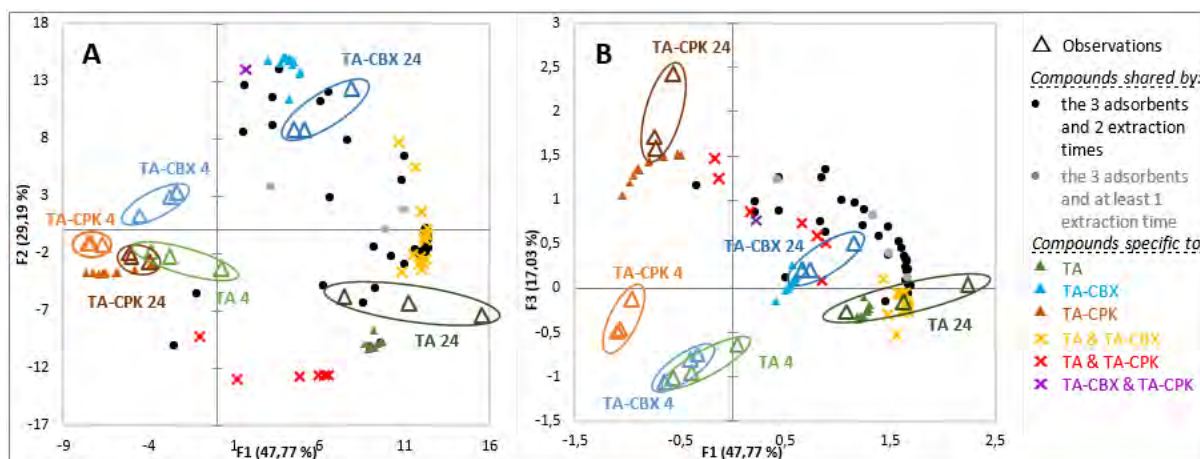 A
18
13
8
3
-2
-7
-12
-17
-9
-4
1
6
11
16
F2 (29,19 %)
F1 (47,77 %)
TA-CBX 24
TA-CBX 4
TA-CPK 4
TA-CPK 24
TA 4
TA 24
B
3
2,5
2
1,5
1
0,5
0
-0,5
-1
-1,5
-1,5
-0,5
0,5
1,5
2,5
F3 (17,03 %)
F1 (47,77 %)
TA-CPK 24
TA-CBX 24
TA-CPK 4
TA 24
TA 4
TA-CBX 4
Observations
Compounds shared by:
the 3 adsorbents
and 2 extraction
times
the 3 adsorbents
and at least 1
extraction time
Compounds specific to
TA
TA-CBX
TA-CPK
TA & TA-CBX
TA & TA-CPK
TA-CBX & TA-CPK